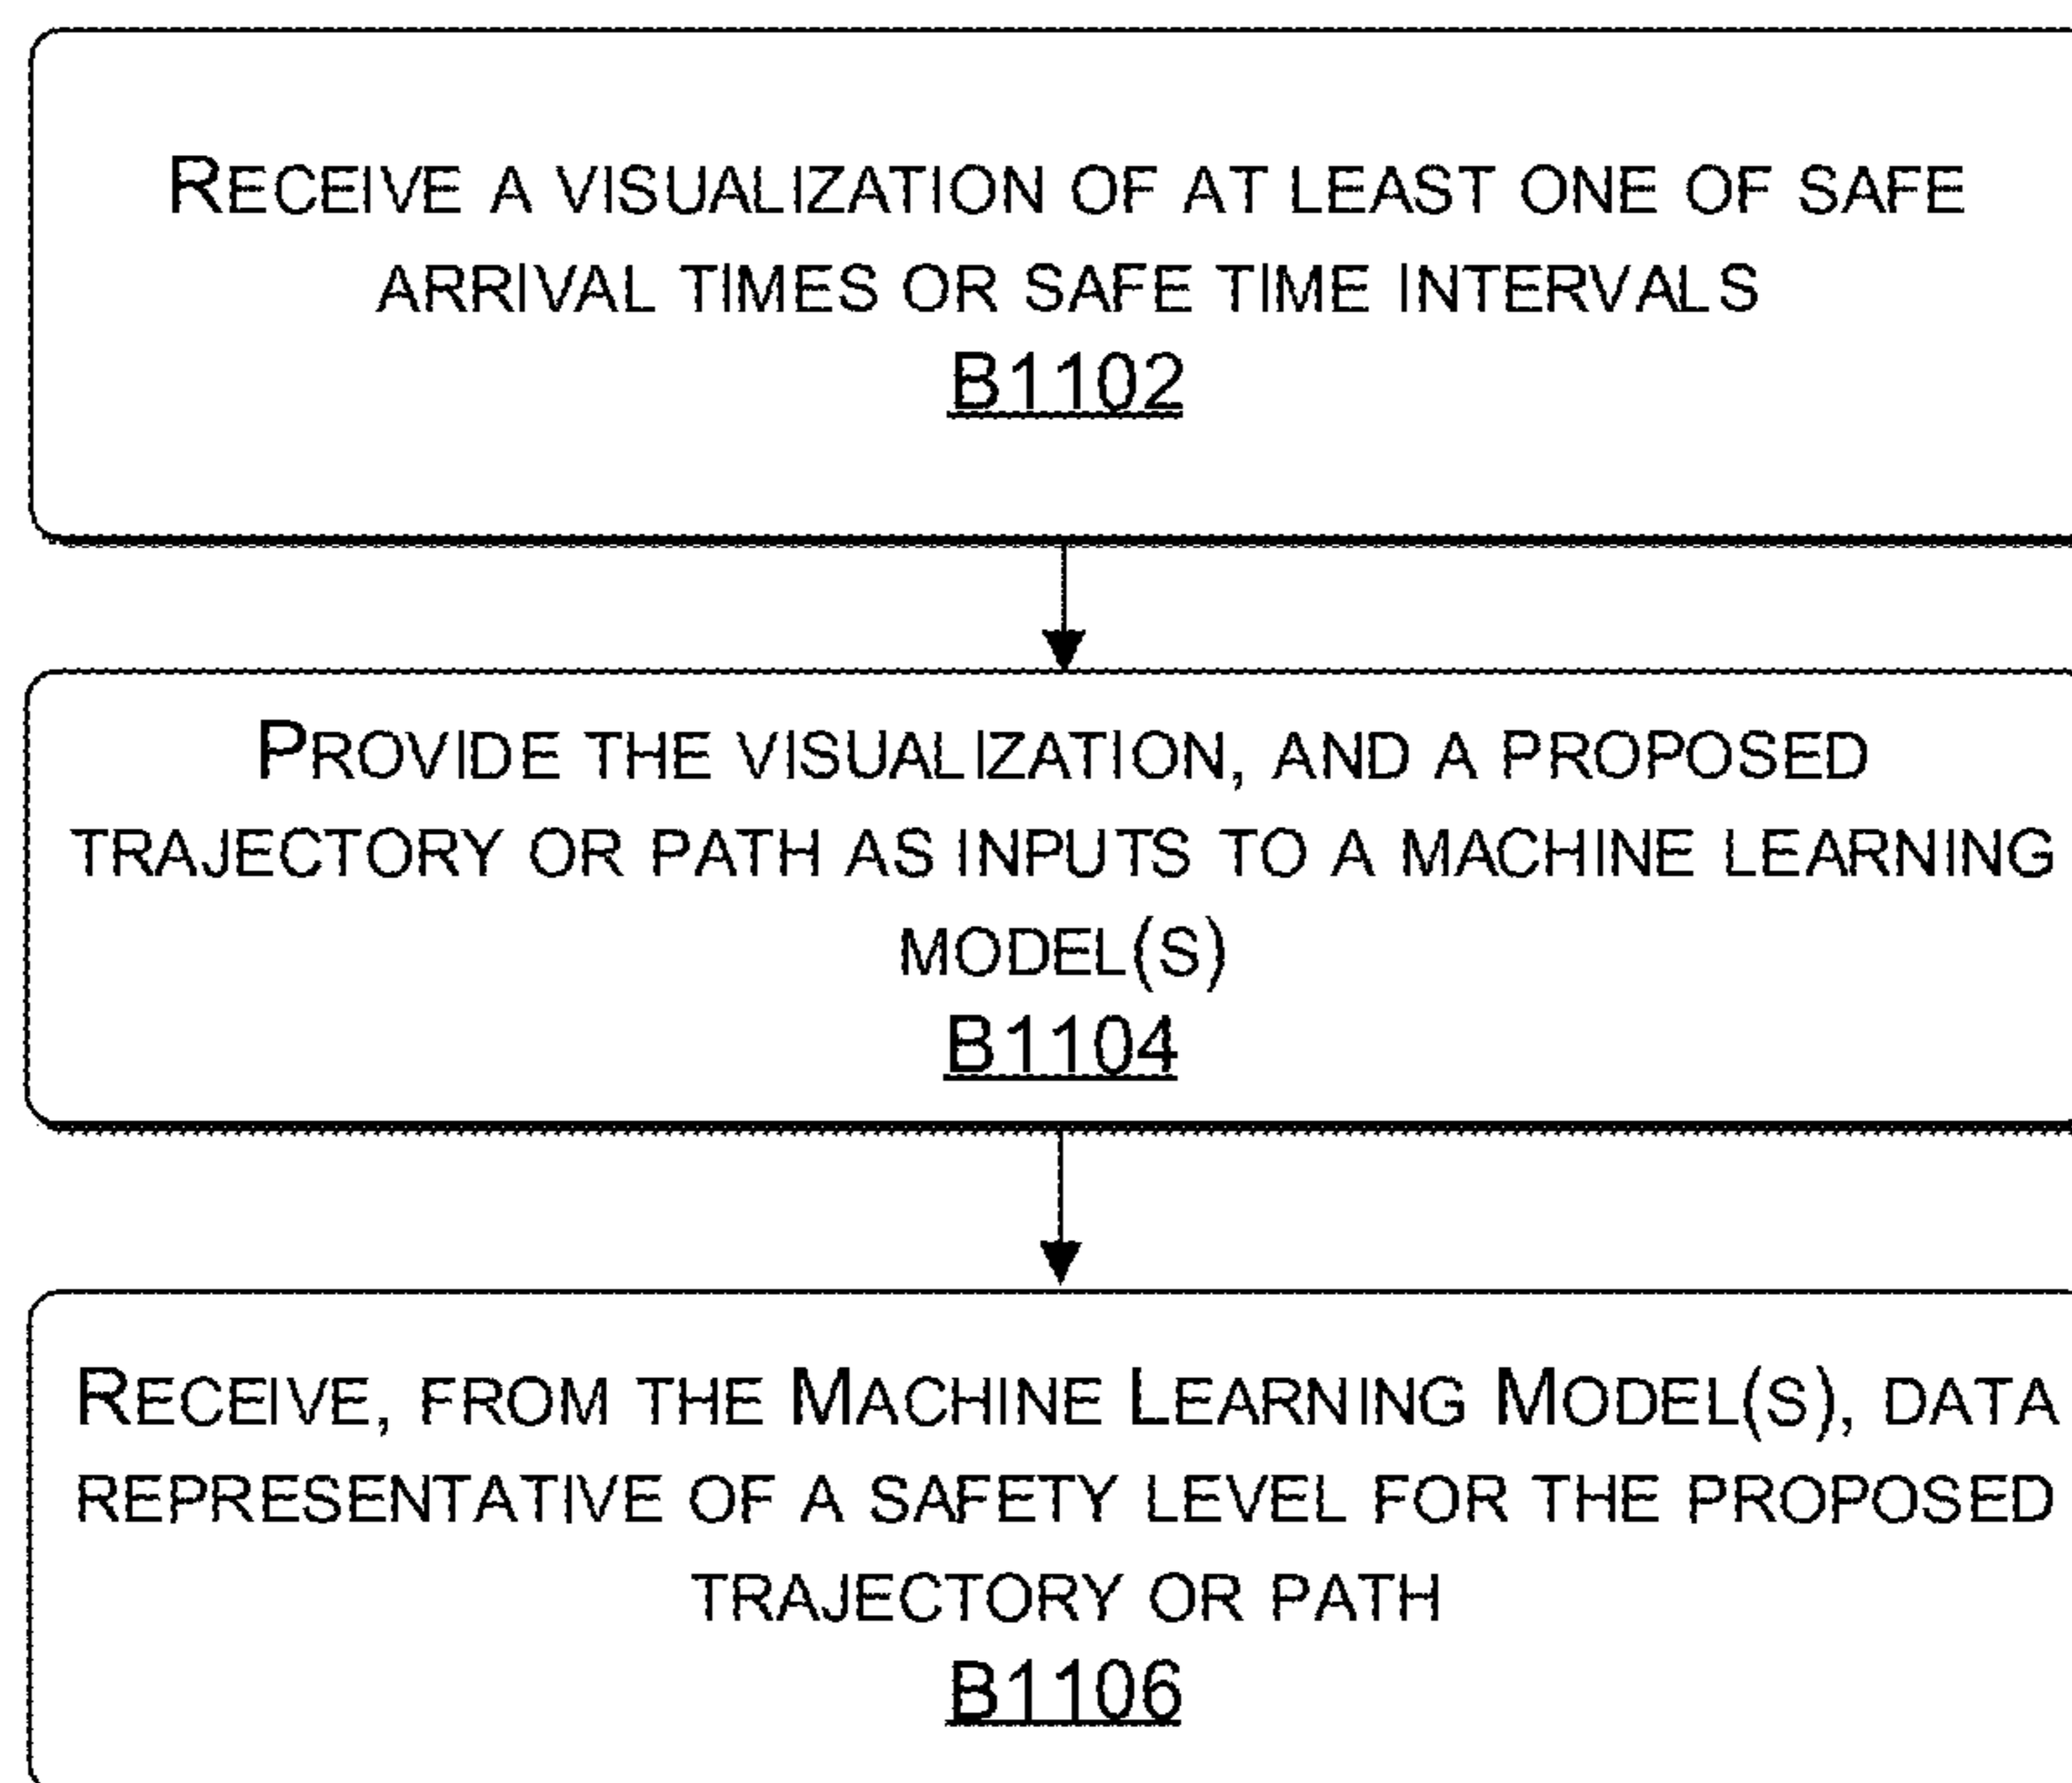 RECEIVE A VISUALIZATION OF AT LEAST ONE OF SAFE
ARRIVAL TIMES OR SAFE TIME INTERVALS
B1102
PROVIDE THE VISUALIZATION, AND A PROPOSED
TRAJECTORY OR PATH AS INPUTS TO A MACHINE LEARNING
MODEL(S)
B1104
RECEIVE, FROM THE MACHINE LEARNING MODEL(S), DATA
REPRESENTATIVE OF A SAFETY LEVEL FOR THE PROPOSED
TRAJECTORY OR PATH
B1106